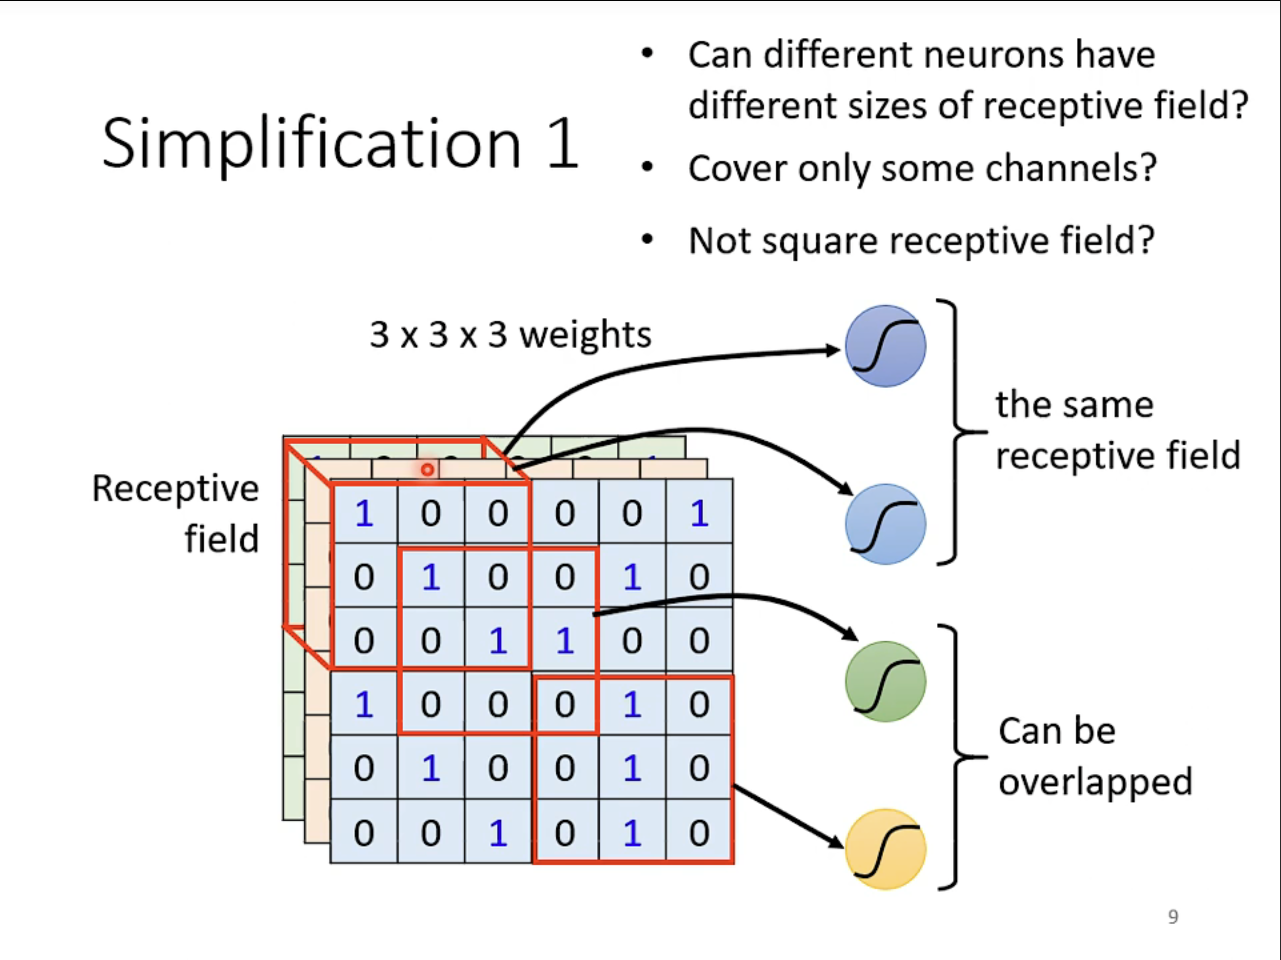 Simplification 1
• Can different neurons have
different sizes of receptive field?
• Cover only some channels?
• Not square receptive field?
3 x 3 x 3 weights
the same
receptive field
Receptive
field
1 0 0 0 0 1
0 1 0 0 1 0
0 0 1 1 0 0
1 0 0 0 1 0
0 1 0 0 1 0
0 0 1 0 1 0
Can be
overlapped
9